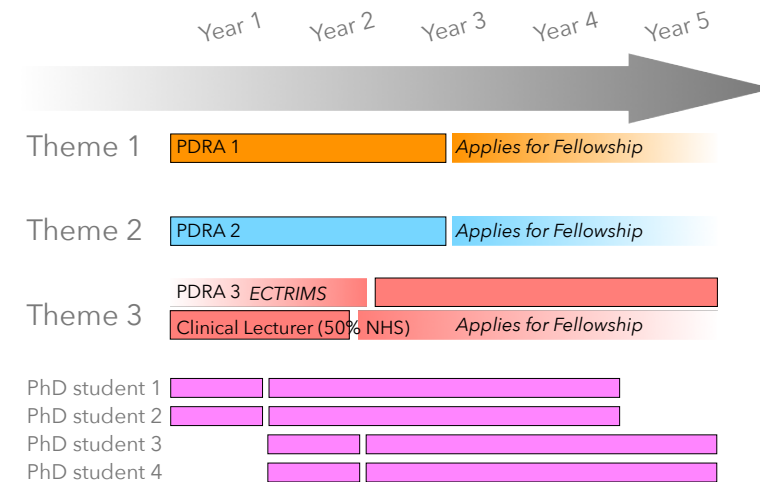 Year 1 Year 2 Year 3 Year 4 Year 5
Theme 1 PDRA 1 Applies for Fellowship
Theme 2 PDRA 2 Applies for Fellowship
Theme 3
PDRA 3 ECTRIMS
Clinical Lecturer (50% NHS) Applies for Fellowship
PhD student 1
PhD student 2
PhD student 3
PhD student 4